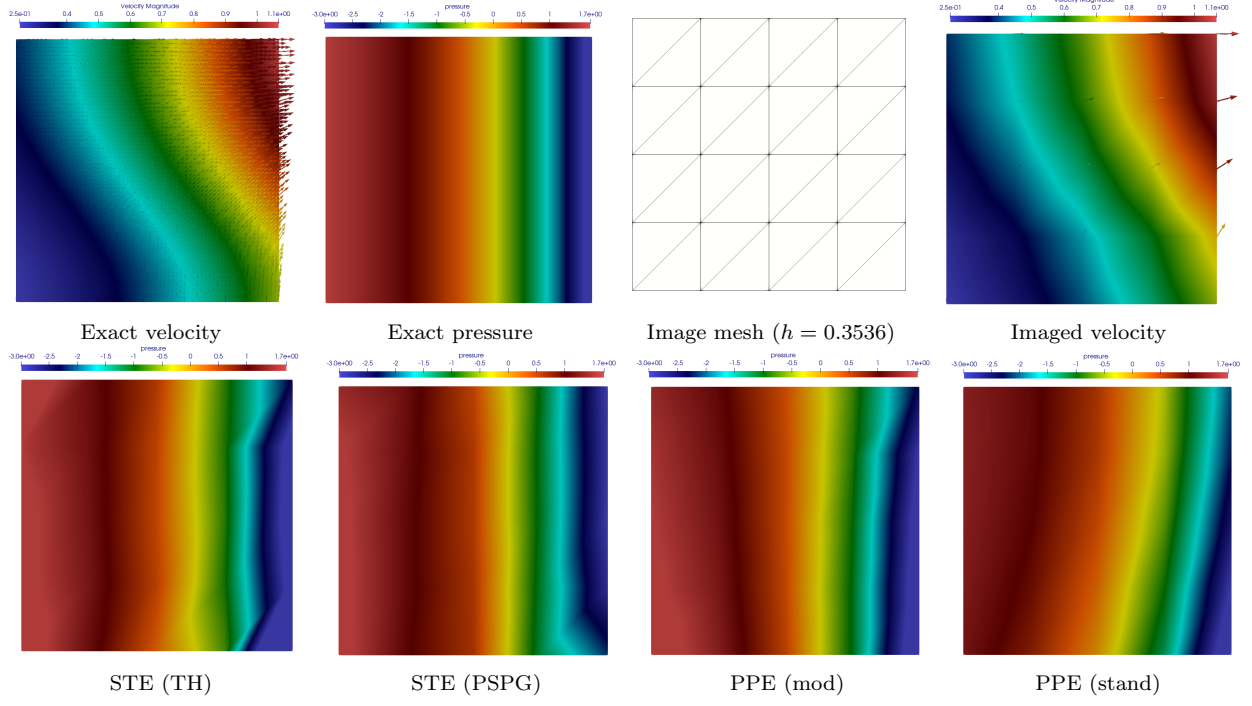 Velocity Magnitude
2.5e-01 0.4 0.5 0.6 0.7 0.8 0.9 1 1.1e+00
pressure
-3.0e+00 -2.5 -2 -1.5 -1 -0.5 0 0.5 1 1.7e+00
Velocity Magnitude
2.5e-01 0.4 0.5 0.6 0.7 0.8 0.9 1 1.1e+00
Exact velocity
Exact pressure
Image mesh (h = 0.3536)
Imaged velocity
pressure
-3.0e+00 -2.5 -2 -1.5 -1 -0.5 0 0.5 1 1.7e+00
pressure
-3.0e+00 -2.5 -2 -1.5 -1 -0.5 0 0.5 1 1.7e+00
pressure
-3.0e+00 -2.5 -2 -1.5 -1 -0.5 0 0.5 1 1.7e+00
pressure
-3.0e+00 -2.5 -2 -1.5 -1 -0.5 0 0.5 1.7e+00
STE (TH)
STE (PSPG)
PPE (mod)
PPE (stand)